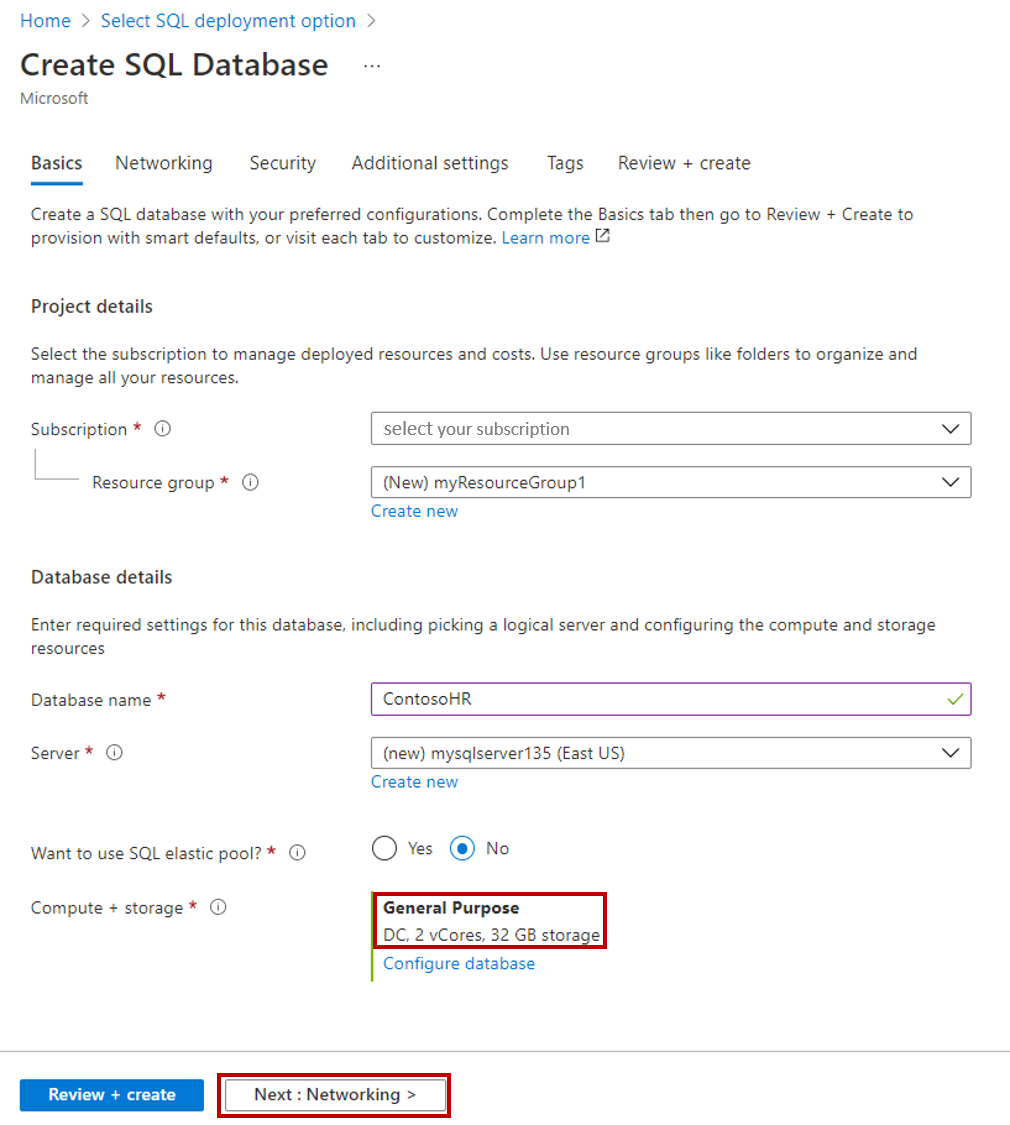 Home > Select SQL deployment option >
Create SQL Database ...
Microsoft
Basics Networking Security Additional settings Tags Review + create
Create a SQL database with your preferred configurations. Complete the Basics tab then go to Review + Create to
provision with smart defaults, or visit each tab to customize. Learn more
Project details
Select the subscription to manage deployed resources and costs. Use resource groups like folders to organize and
manage all your resources.
Subscription * select your subscription
Resource group * (New) myResourceGroup1
Create new
Database details
Enter required settings for this database, including picking a logical server and configuring the compute and storage
resources
Database name * ContosoHR
Server * (new) mysqlserver135 (East US)
Create new
Want to use SQL elastic pool? * Yes No
Compute + storage * General Purpose
DC, 2 vCores, 32 GB storage
Configure database
Review + create Next : Networking >